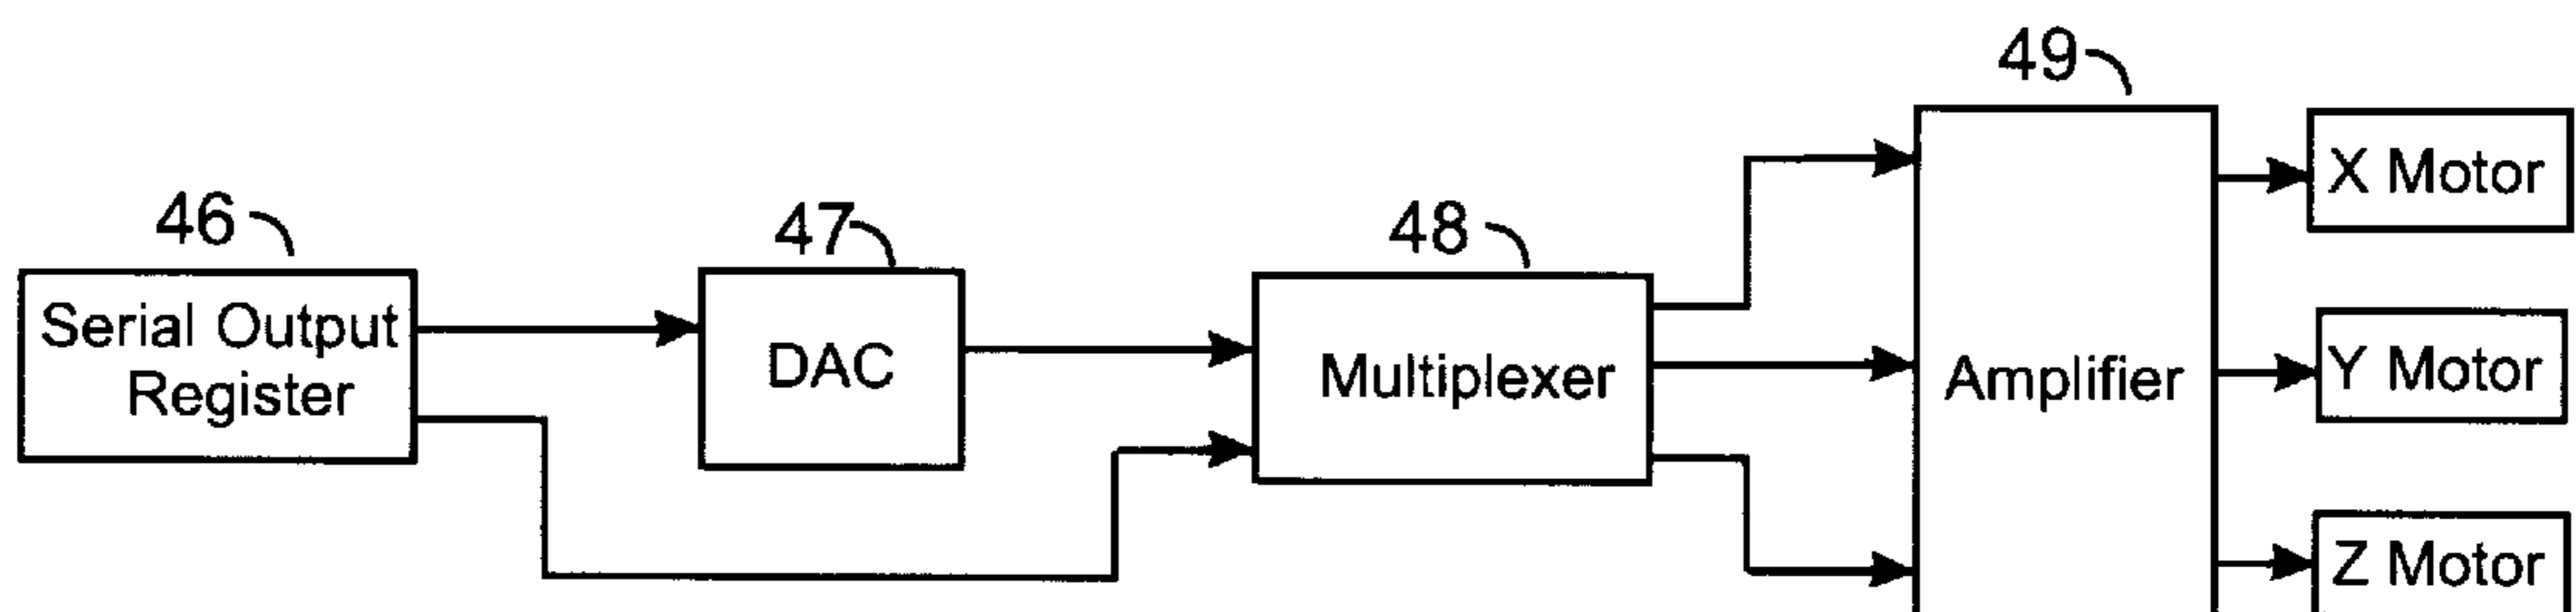 46
Serial Output
Register
47
DAC
48
Multiplexer
49
Amplifier
X Motor
Y Motor
Z Motor